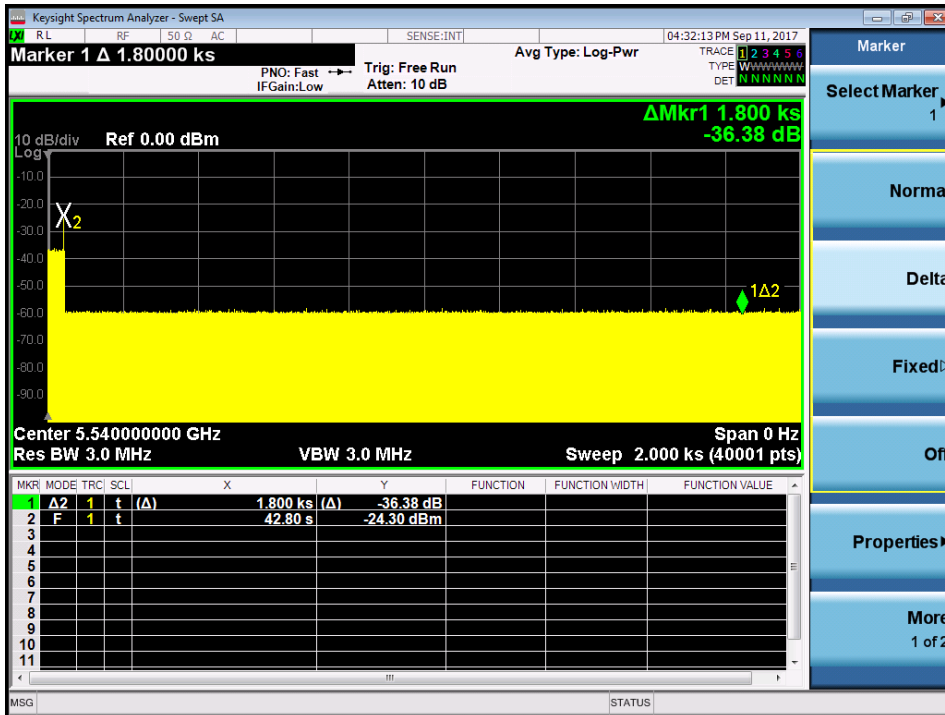 Keysight Spectrum Analyzer - Swept SA
LXI RL RF 50 Ω AC SENSE:INT 04:32:13 PM Sep 11, 2017
Marker 1 Δ 1.80000 ks
PNO: Fast
IFGain:Low
Trig: Free Run
Atten: 10 dB
Avg Type: Log-Pwr
TRACE 1 2 3 4 5 6
TYPE WWWWWW
DET N N N N N N
ΔMkr1 1.800 ks
-36.38 dB
10 dB/div Ref 0.00 dBm
Log
-10.0
-20.0
-30.0
-40.0
-50.0
-60.0
-70.0
-80.0
-90.0
X2
1Δ2
Center 5.540000000 GHz Span 0 Hz
Res BW 3.0 MHz VBW 3.0 MHz Sweep 2.000 ks (40001 pts)
MKR MODE TRC SCL X Y FUNCTION FUNCTION WIDTH FUNCTION VALUE
1 Δ2 1 t (Δ) 1.800 ks (Δ) -36.38 dB
2 F 1 t 42.80 s -24.30 dBm
3
4
5
6
7
8
9
10
11
MSG STATUS
Marker
Select Marker
1
Norma
Delta
Fixed
Off
Properties
More
1 of 2